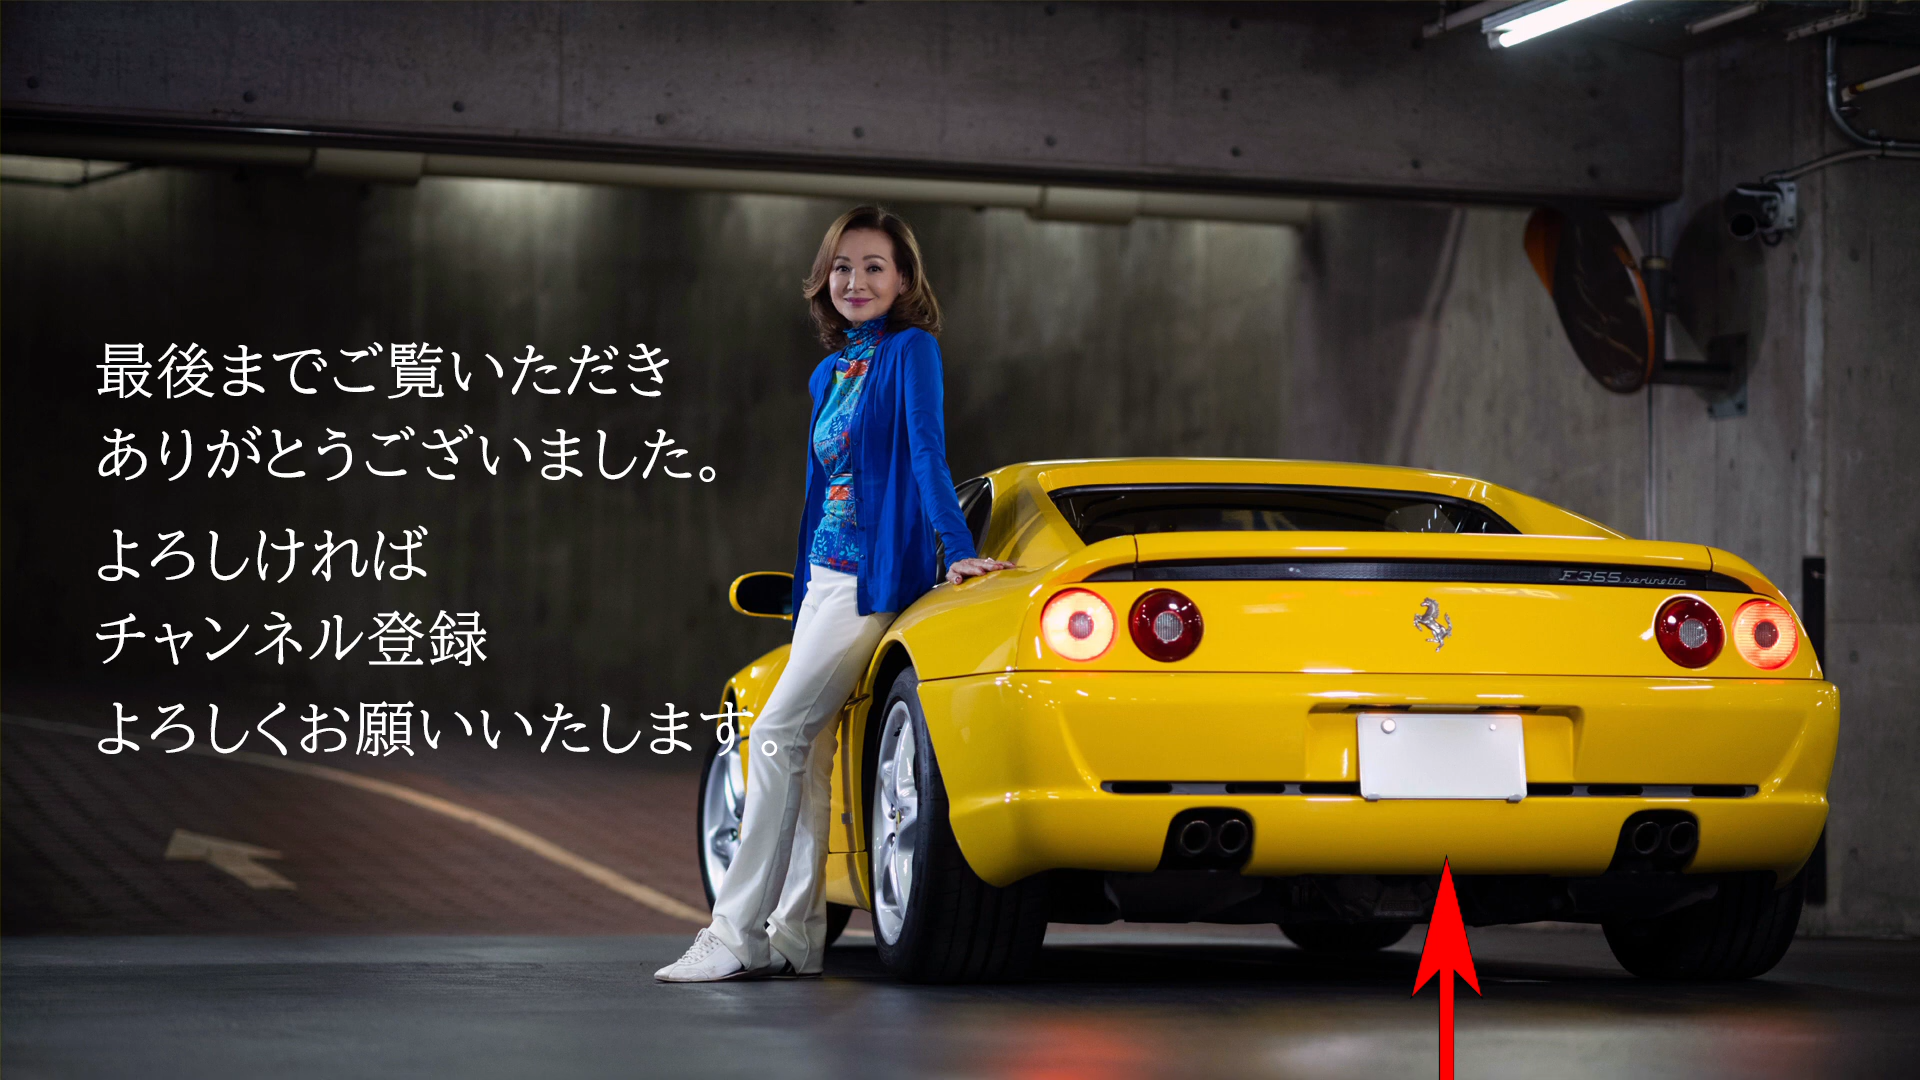 最後までご覧いただき
ありがとうございました。
よろしければ
チャンネル登録
よろしくお願いいたします。
F355 berlinetta